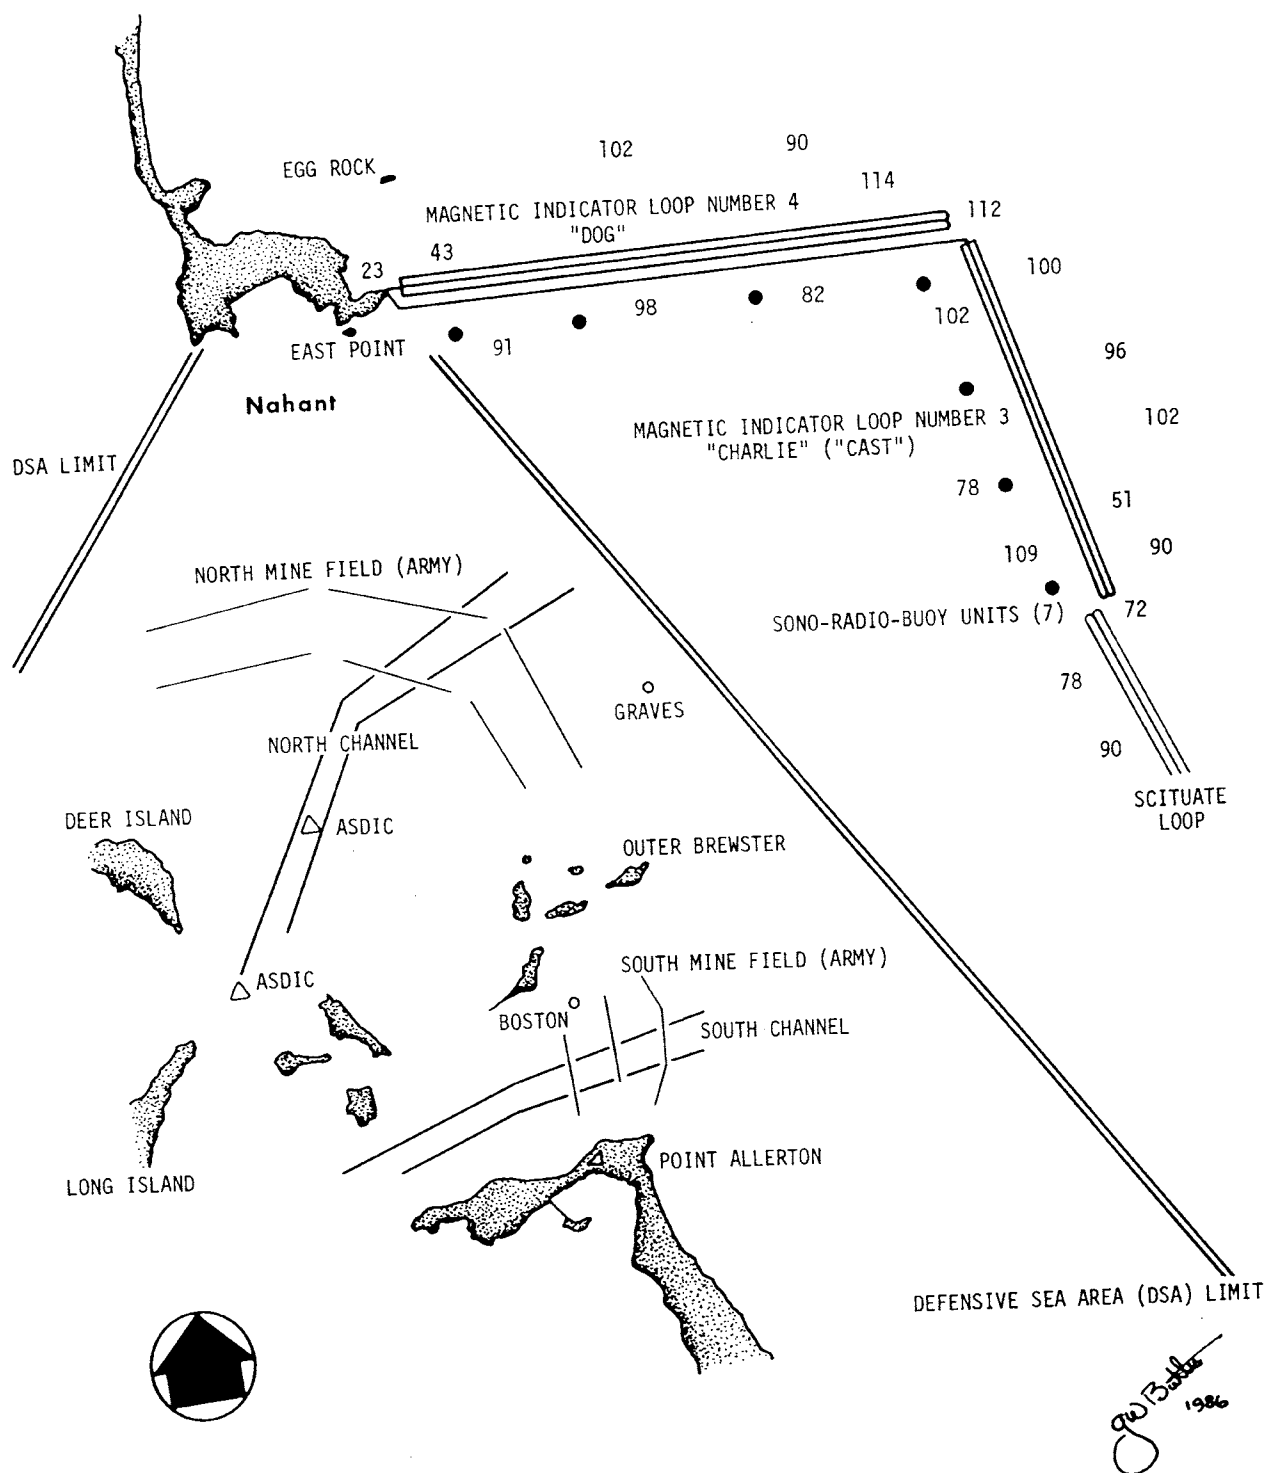 102
90
EGG ROCK
114
MAGNETIC INDICATOR LOOP NUMBER 4
"DOG"
112
43
23
100
98
82
102
91
EAST POINT
96
Nahant
102
MAGNETIC INDICATOR LOOP NUMBER 3
"CHARLIE" ("CAST")
DSA LIMIT
78
51
109
90
NORTH MINE FIELD (ARMY)
SONO-RADIO-BUOY UNITS (7)
72
78
GRAVES
NORTH CHANNEL
90
SCITUATE
LOOP
DEER ISLAND
ASDIC
OUTER BREWSTER
SOUTH MINE FIELD (ARMY)
ASDIC
BOSTON
SOUTH CHANNEL
POINT ALLERTON
LONG ISLAND
DEFENSIVE SEA AREA (DSA) LIMIT
1986